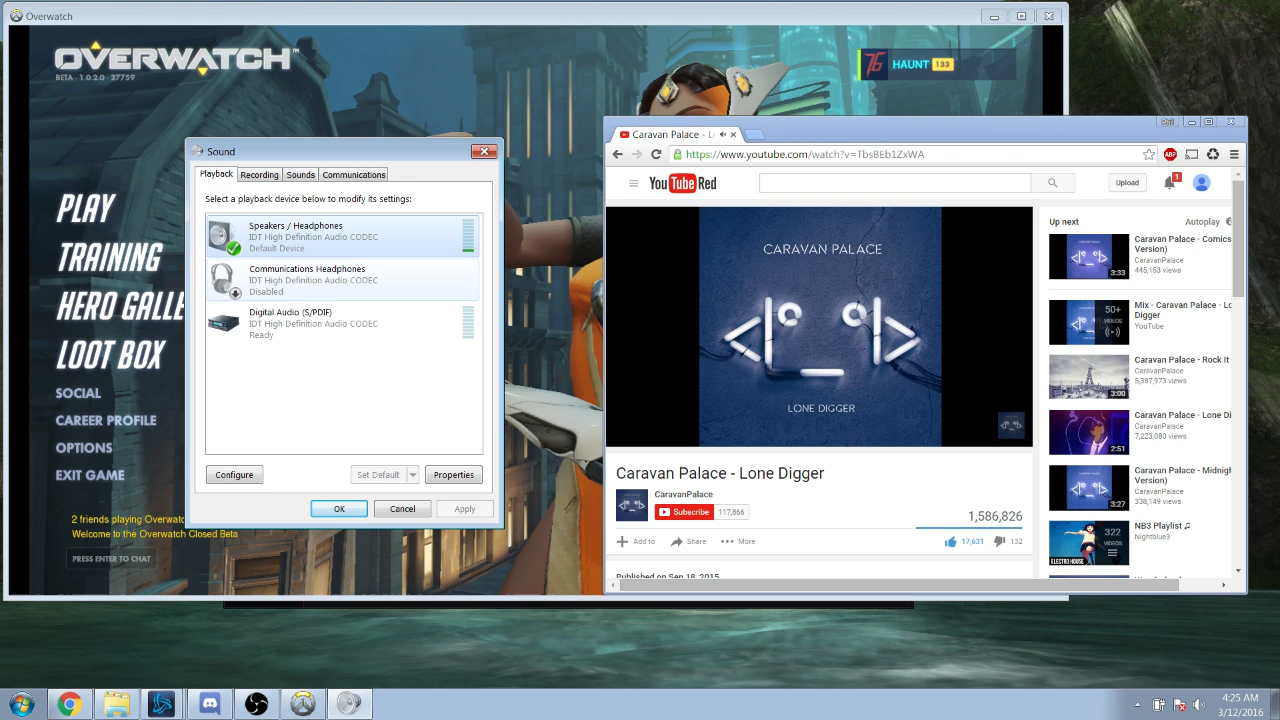 Overwatch
OVERWATCH™
BETA - 1.0.2.0 - 27759
HAUNT 133
PLAY
TRAINING
HERO GALLE
LOOT BOX
SOCIAL
CAREER PROFILE
OPTIONS
EXIT GAME
2 friends playing Overwatc
Welcome to the Overwatch Closed Beta
PRESS ENTER TO CHAT
Sound
Playback Recording Sounds Communications
Select a playback device below to modify its settings:
Speakers / Headphones
IDT High Definition Audio CODEC
Default Device
Communications Headphones
IDT High Definition Audio CODEC
Disabled
Digital Audio (S/PDIF)
IDT High Definition Audio CODEC
Ready
Configure Set Default Properties
OK Cancel Apply
Caravan Palace - L
https://www.youtube.com/watch?v=TbsBEb1ZxWA
ABP
YouTube Red
Upload
1
CARAVAN PALACE
LONE DIGGER
Caravan Palace - Lone Digger
CaravanPalace
Subscribe 117,866
1,586,826
Add to Share More
17,631 132
Published on Sep 18, 2015
Up next Autoplay
Caravan Palace - Comics
Version)
CaravanPalace
445,153 views
3:33
Mix - Caravan Palace - Lo
Digger
YouTube
50+
VIDEOS
Caravan Palace - Rock It
CaravanPalace
5,387,973 views
3:00
Caravan Palace - Lone Di
CaravanPalace
7,223,080 views
2:51
Caravan Palace - Midnigh
Version)
CaravanPalace
338,149 views
3:27
NB3 Playlist ♫
Nightblue3
322
VIDEOS
ELECTRO HOUSE
4:25 AM
3/12/2016